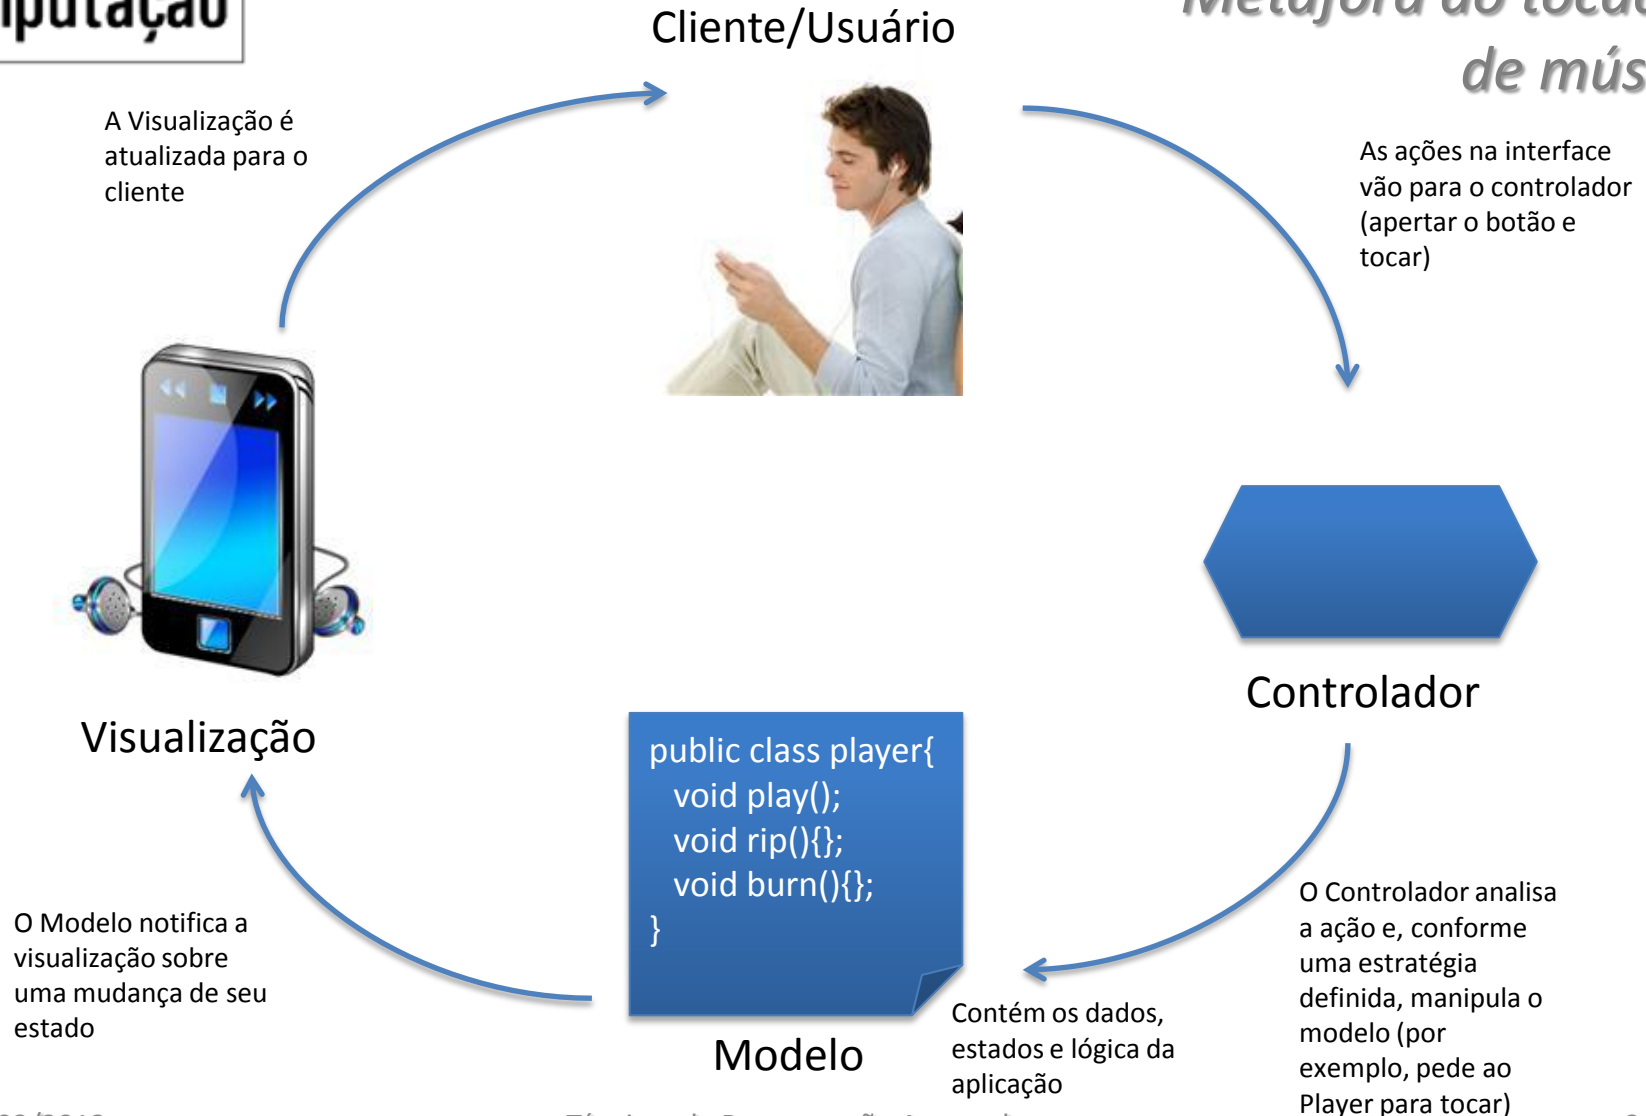 Cliente/Usuário
de
A Visualização é
atualizada para o
cliente
As ações na interface
vão para o controlador
(apertar o botão e
tocar)
Controlador
Visualização
public class player{
void play();
void rip(){};
void burn(){};
}
O Modelo notifica a
visualização sobre
uma mudança de seu
estado
Modelo
Contém os dados,
estados e lógica da
aplicação
O Controlador analisa
a ação e, conforme
uma estratégia
definida, manipula o
modelo (por
exemplo, pede ao
Player para tocar)